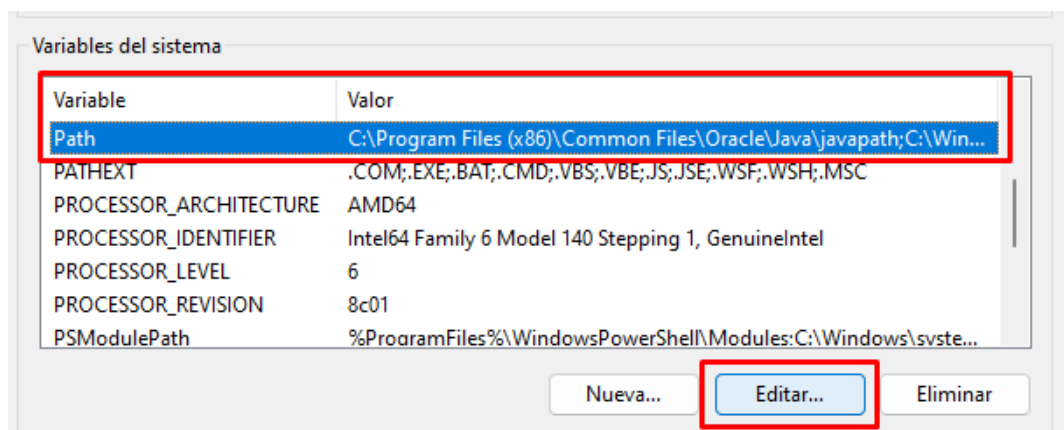 Variables del sistema
Variable Valor
Path C:\Program Files (x86)\Common Files\Oracle\Java\javapath;C:\Win...
PATHEXT .COM;.EXE;.BAT;.CMD;.VBS;.VBE;.JS;.JSE;.WSF;.WSH;.MSC
PROCESSOR_ARCHITECTURE AMD64
PROCESSOR_IDENTIFIER Intel64 Family 6 Model 140 Stepping 1, GenuineIntel
PROCESSOR_LEVEL 6
PROCESSOR_REVISION 8c01
PSModulePath %ProgramFiles%\WindowsPowerShell\Modules;C:\Windows\syste...
Nueva... Editar... Eliminar